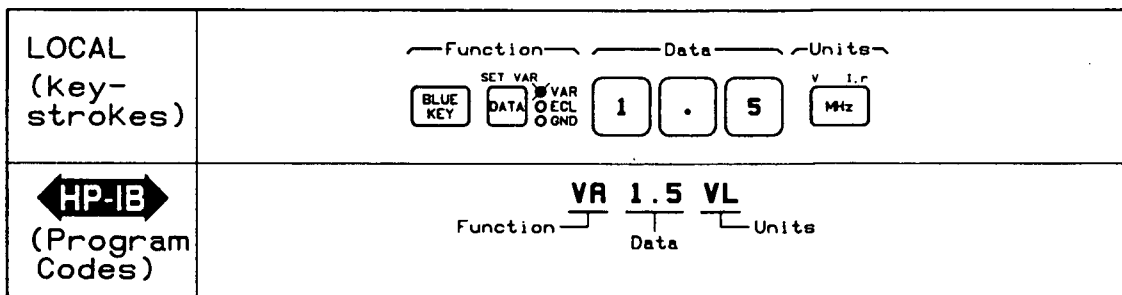 LOCAL
(Key-
strokes)
Function Data Units
SET VAR V I.r
BLUE KEY DATA VAR ECL GND 1 . 5 MHz
HP-IB
(Program
Codes)
VA 1.5 VL
Function Data Units